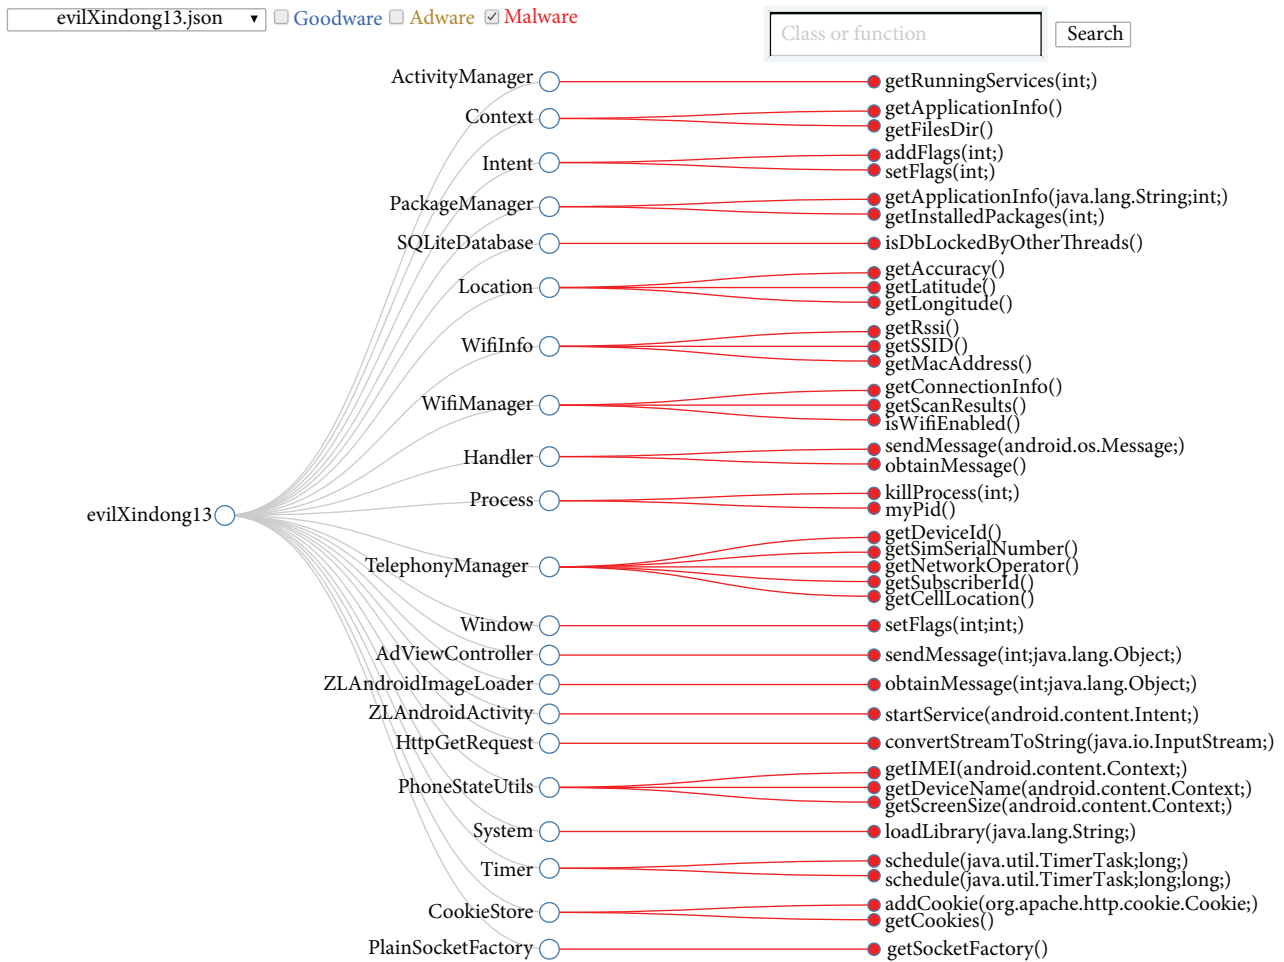 evilXindong13.json Goodware Adware Malware Class or function Search
ActivityManager getRunningServices(int;)
Context getApplicationInfo()
getFilesDir()
Intent addFlags(int;)
setFlags(int;)
PackageManager getApplicationInfo(java.lang.String;int;)
getInstalledPackages(int;)
SQLiteDatabase isDbLockedByOtherThreads()
Location getAccuracy()
getLatitude()
getLongitude()
WifiInfo getRssi()
getSSID()
getMacAddress()
WifiManager getConnectionInfo()
getScanResults()
isWifiEnabled()
Handler sendMessage(android.os.Message;)
obtainMessage()
Process killProcess(int;)
myPid()
evilXindong13
TelephonyManager getDeviceId()
getSimSerialNumber()
getNetworkOperator()
getSubscriberId()
getCellLocation()
Window setFlags(int;int;)
AdViewController sendMessage(int;java.lang.Object;)
ZLAndroidImageLoader obtainMessage(int;java.lang.Object;)
ZLAndroidActivity startService(android.content.Intent;)
HttpGetRequest convertStreamToString(java.io.InputStream;)
PhoneStateUtils getIMEI(android.content.Context;)
getDeviceName(android.content.Context;)
getScreenSize(android.content.Context;)
System loadLibrary(java.lang.String;)
Timer schedule(java.util.TimerTask;long;)
schedule(java.util.TimerTask;long;long;)
CookieStore addCookie(org.apache.http.cookie.Cookie;)
getCookies()
PlainSocketFactory getSocketFactory()